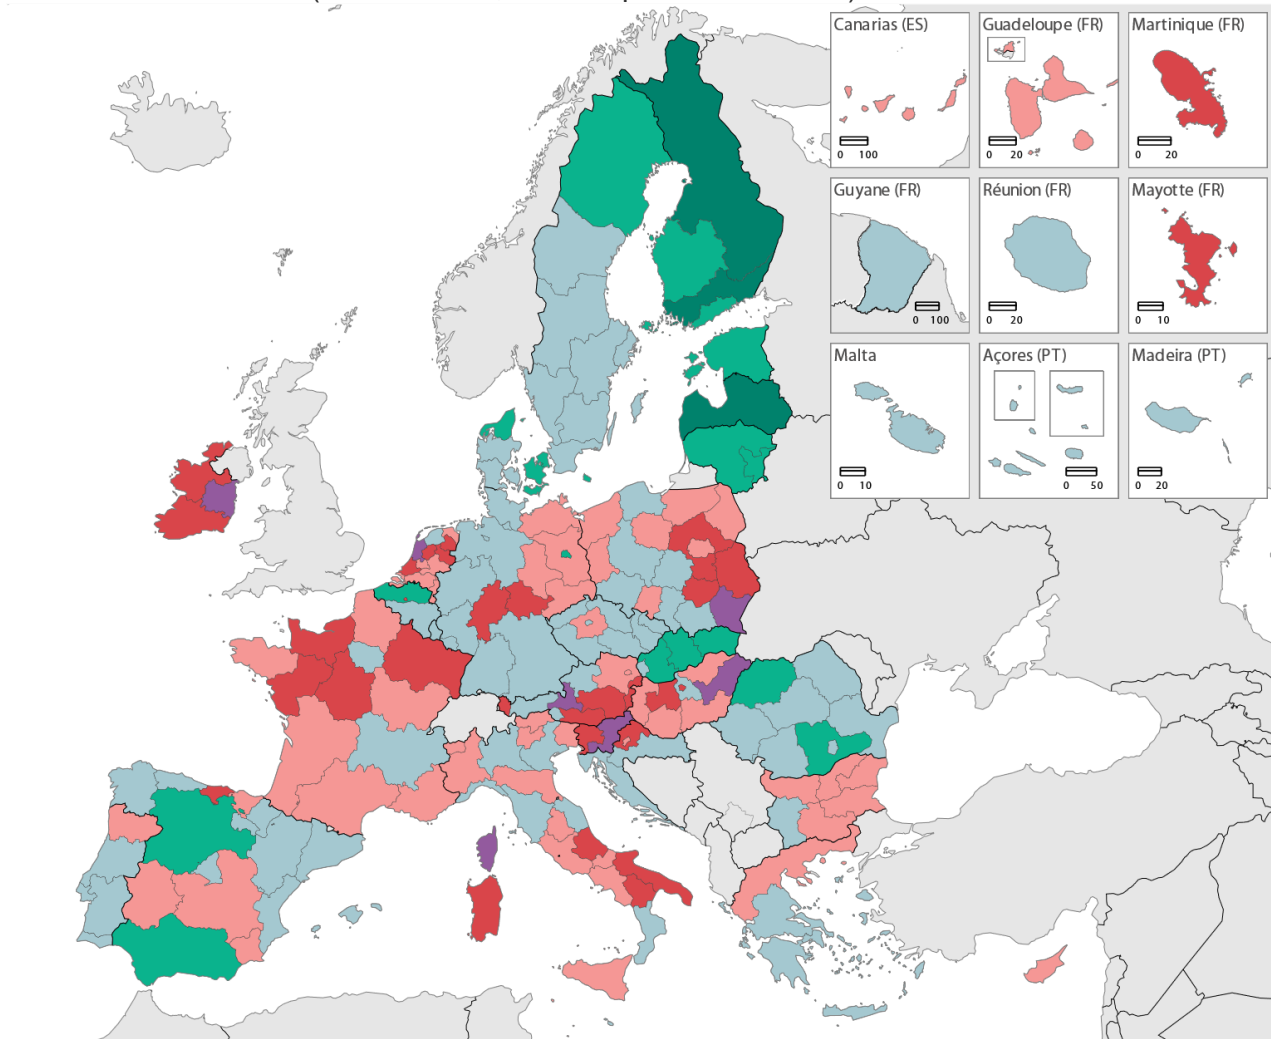 Canarias (ES)
0 100
Guadeloupe (FR)
0 20
Martinique (FR)
0 20
Guyane (FR)
0 100
Réunion (FR)
0 20
Mayotte (FR)
0 10
Malta
0 10
Açores (PT)
0 50
Madeira (PT)
0 20